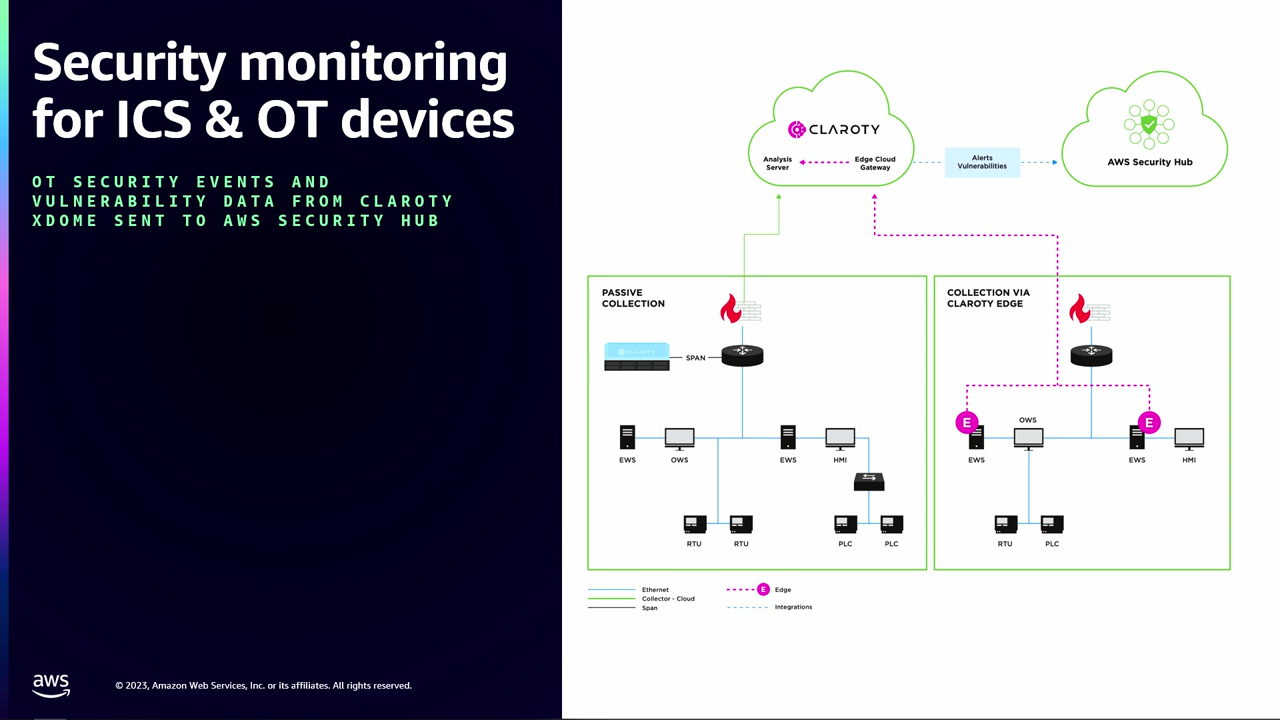 Security monitoring
for ICS & OT devices
OT SECURITY EVENTS AND
VULNERABILITY DATA FROM CLAROTY
XDOME SENT TO AWS SECURITY HUB
aws
© 2023, Amazon Web Services, Inc. or its affiliates. All rights reserved.
CLAROTY
Analysis
Server
Edge Cloud
Gateway
Alerts
Vulnerabilities
AWS Security Hub
PASSIVE
COLLECTION
CLAROTY
SPAN
EWS
OWS
EWS
HMI
RTU
RTU
PLC
PLC
COLLECTION VIA
CLAROTY EDGE
E
OWS
E
EWS
EWS
HMI
RTU
PLC
Ethernet
Collector - Cloud
Span
E
Edge
Integrations